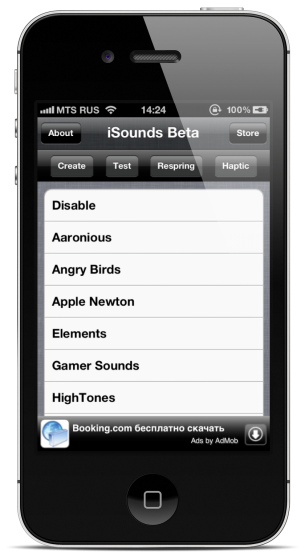 MTS RUS 14:24 100%
About iSounds Beta Store
Create Test Respring Haptic
Disable
Aaronious
Angry Birds
Apple Newton
Elements
Gamer Sounds
HighTones
Booking.com бесплатно скачать
Ads by AdMob